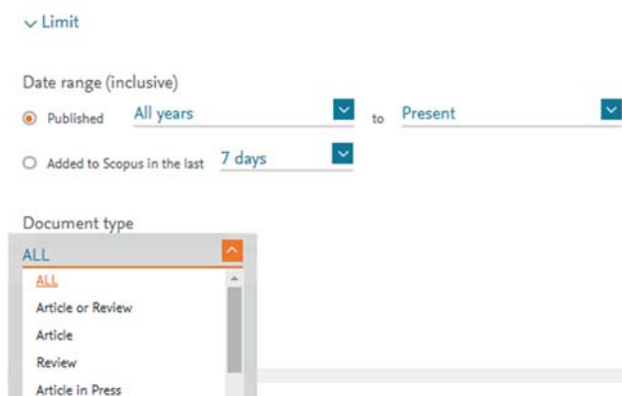 Limit
Date range (inclusive)
Published All years to Present
Added to Scopus in the last 7 days
Document type
ALL
ALL
Article or Review
Article
Review
Article in Press